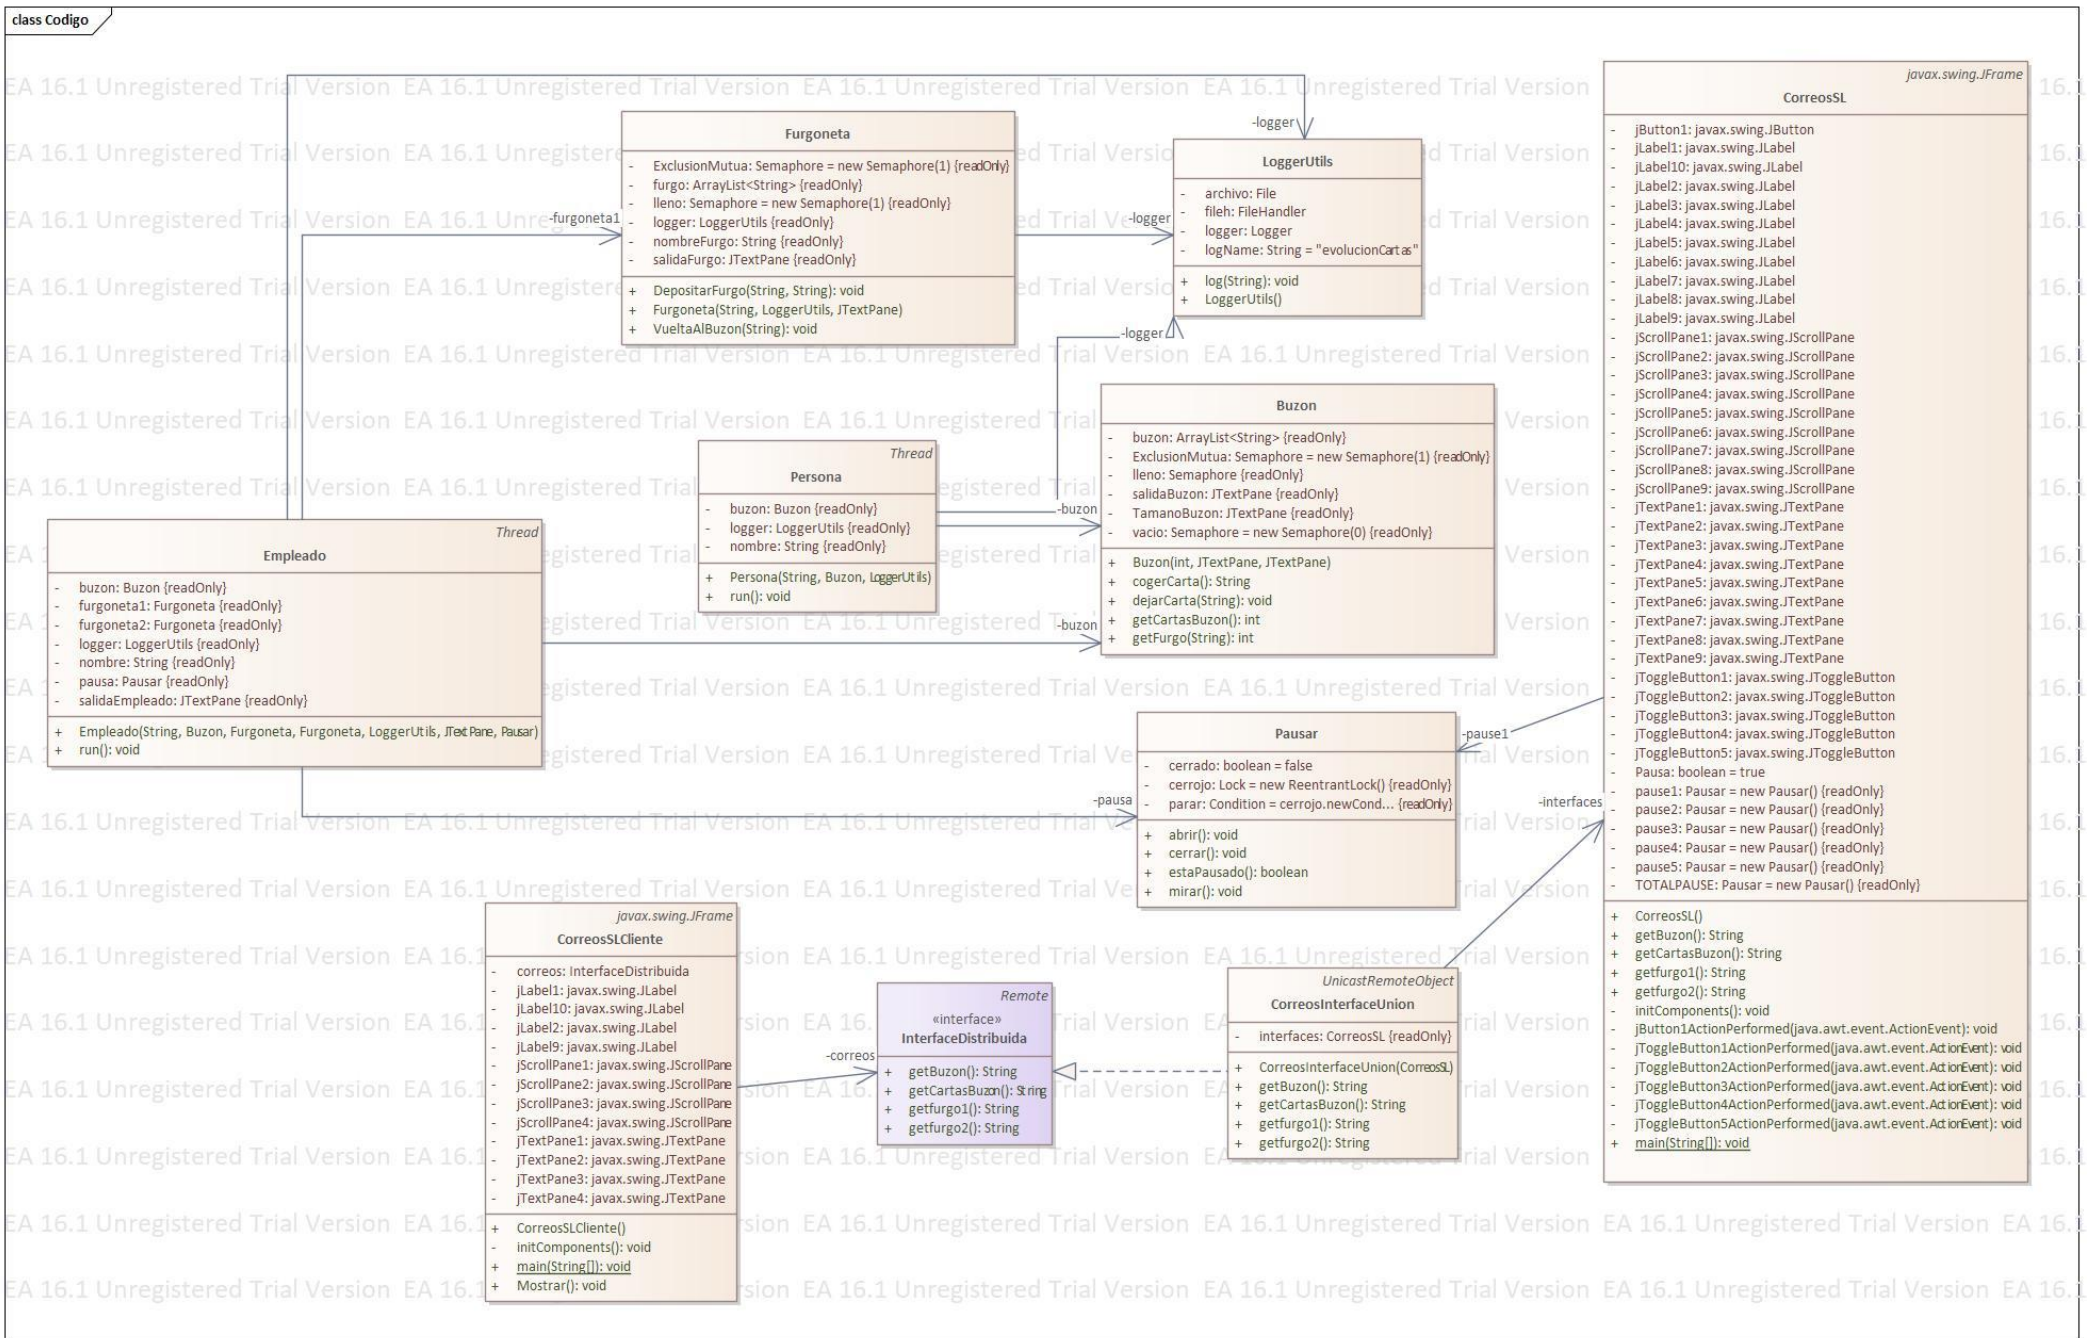 class Codigo
EA 16.1 Unregistered Trial Version
Furgoneta
- ExclusionMutua: Semaphore = new Semaphore(1) {readOnly}
- furgo: ArrayList<String> {readOnly}
- lleno: Semaphore = new Semaphore(1) {readOnly}
- logger: LoggerUtils {readOnly}
- nombreFurgo: String {readOnly}
- salidaFurgo: JTextPane {readOnly}
+ DepositarFurgo(String, String): void
+ Furgoneta(String, LoggerUtils, JTextPane)
+ VueltaAlBuzon(String): void
-furgoneta1
-logger
-logger
-logger
LoggerUtils
- archivo: File
- fileh: FileHandler
- logger: Logger
- logName: String = "evolucionCartas"
+ log(String): void
+ LoggerUtils()
Thread
Persona
- buzon: Buzon {readOnly}
- logger: LoggerUtils {readOnly}
- nombre: String {readOnly}
+ Persona(String, Buzon, LoggerUtils)
+ run(): void
-buzon
-buzon
Buzon
- buzon: ArrayList<String> {readOnly}
- ExclusionMutua: Semaphore = new Semaphore(1) {readOnly}
- lleno: Semaphore {readOnly}
- salidaBuzon: JTextPane {readOnly}
- TamanoBuzon: JTextPane {readOnly}
- vacio: Semaphore = new Semaphore(0) {readOnly}
+ Buzon(int, JTextPane, JTextPane)
+ cogerCarta(): String
+ dejarCarta(String): void
+ getCartasBuzon(): int
+ getFurgo(String): int
Thread
Empleado
- buzon: Buzon {readOnly}
- furgoneta1: Furgoneta {readOnly}
- furgoneta2: Furgoneta {readOnly}
- logger: LoggerUtils {readOnly}
- nombre: String {readOnly}
- pausa: Pausar {readOnly}
- salidaEmpleado: JTextPane {readOnly}
+ Empleado(String, Buzon, Furgoneta, Furgoneta, LoggerUtils, JTextPane, Pausar)
+ run(): void
-pausa
-pause1
Pausar
- cerrado: boolean = false
- cerrojo: Lock = new ReentrantLock() {readOnly}
- parar: Condition = cerrojo.newCond... {readOnly}
+ abrir(): void
+ cerrar(): void
+ estaPausado(): boolean
+ mirar(): void
javax.swing.JFrame
CorreosSL
- jButton1: javax.swing.JButton
- jLabel1: javax.swing.JLabel
- jLabel10: javax.swing.JLabel
- jLabel2: javax.swing.JLabel
- jLabel3: javax.swing.JLabel
- jLabel4: javax.swing.JLabel
- jLabel5: javax.swing.JLabel
- jLabel6: javax.swing.JLabel
- jLabel7: javax.swing.JLabel
- jLabel8: javax.swing.JLabel
- jLabel9: javax.swing.JLabel
- jScrollPane1: javax.swing.JScrollPane
- jScrollPane2: javax.swing.JScrollPane
- jScrollPane3: javax.swing.JScrollPane
- jScrollPane4: javax.swing.JScrollPane
- jScrollPane5: javax.swing.JScrollPane
- jScrollPane6: javax.swing.JScrollPane
- jScrollPane7: javax.swing.JScrollPane
- jScrollPane8: javax.swing.JScrollPane
- jScrollPane9: javax.swing.JScrollPane
- jTextPane1: javax.swing.JTextPane
- jTextPane2: javax.swing.JTextPane
- jTextPane3: javax.swing.JTextPane
- jTextPane4: javax.swing.JTextPane
- jTextPane5: javax.swing.JTextPane
- jTextPane6: javax.swing.JTextPane
- jTextPane7: javax.swing.JTextPane
- jTextPane8: javax.swing.JTextPane
- jTextPane9: javax.swing.JTextPane
- jToggleButton1: javax.swing.JToggleButton
- jToggleButton2: javax.swing.JToggleButton
- jToggleButton3: javax.swing.JToggleButton
- jToggleButton4: javax.swing.JToggleButton
- jToggleButton5: javax.swing.JToggleButton
- Pausa: boolean = true
- pause1: Pausar = new Pausar() {readOnly}
- pause2: Pausar = new Pausar() {readOnly}
- pause3: Pausar = new Pausar() {readOnly}
- pause4: Pausar = new Pausar() {readOnly}
- pause5: Pausar = new Pausar() {readOnly}
- TOTALPAUSE: Pausar = new Pausar() {readOnly}
+ CorreosSL()
+ getBuzon(): String
+ getCartasBuzon(): String
+ getfurgo1(): String
+ getfurgo2(): String
- initComponents(): void
- jButton1ActionPerformed(java.awt.event.ActionEvent): void
- jToggleButton1ActionPerformed(java.awt.event.ActionEvent): void
- jToggleButton2ActionPerformed(java.awt.event.ActionEvent): void
- jToggleButton3ActionPerformed(java.awt.event.ActionEvent): void
- jToggleButton4ActionPerformed(java.awt.event.ActionEvent): void
- jToggleButton5ActionPerformed(java.awt.event.ActionEvent): void
+ main(String[]): void
-interfaces
javax.swing.JFrame
CorreosSLCliente
- correos: InterfaceDistribuida
- jLabel1: javax.swing.JLabel
- jLabel10: javax.swing.JLabel
- jLabel2: javax.swing.JLabel
- jLabel9: javax.swing.JLabel
- jScrollPane1: javax.swing.JScrollPane
- jScrollPane2: javax.swing.JScrollPane
- jScrollPane3: javax.swing.JScrollPane
- jScrollPane4: javax.swing.JScrollPane
- jTextPane1: javax.swing.JTextPane
- jTextPane2: javax.swing.JTextPane
- jTextPane3: javax.swing.JTextPane
- jTextPane4: javax.swing.JTextPane
+ CorreosSLCliente()
- initComponents(): void
+ main(String[]): void
+ Mostrar(): void
-correos
Remote
«interface»
InterfaceDistribuida
+ getBuzon(): String
+ getCartasBuzon(): String
+ getfurgo1(): String
+ getfurgo2(): String
UnicastRemoteObject
CorreosInterfaceUnion
- interfaces: CorreosSL {readOnly}
+ CorreosInterfaceUnion(CorreosSL)
+ getBuzon(): String
+ getCartasBuzon(): String
+ getfurgo1(): String
+ getfurgo2(): String